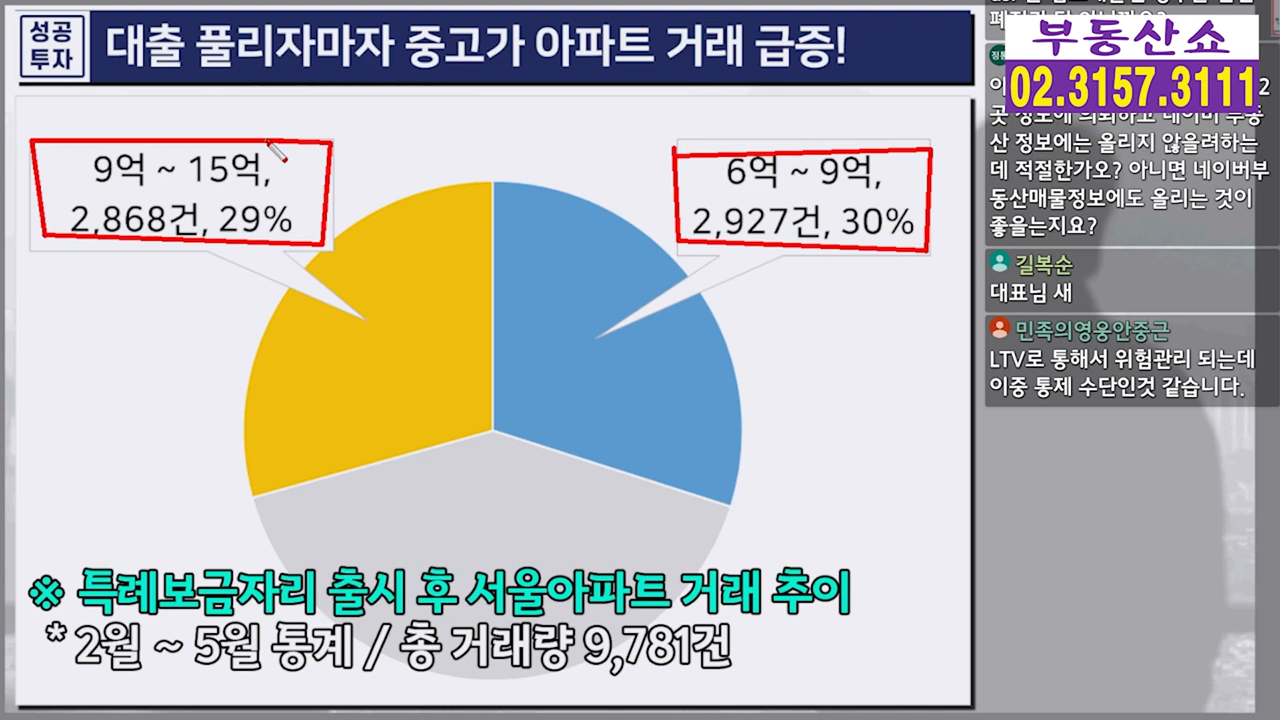 성공
투자
대출 풀리자마자 중고가 아파트 거래 급증!
9억 ~ 15억,
2,868건, 29%
6억 ~ 9억,
2,927건, 30%
※ 특례보금자리 출시 후 서울아파트 거래 추이
* 2월 ~ 5월 통계 / 총 거래량 9,781건
부동산쇼
02.3157.3111
산 정보에는 올리지 않을려하는
데 적절한가오? 아니면 네이버부
동산매물정보에도 올리는 것이
좋을는지요?
길복순
대표님 새
민족의영웅안중근
LTV로 통해서 위험관리 되는데
이중 통제 수단인것 같습니다.